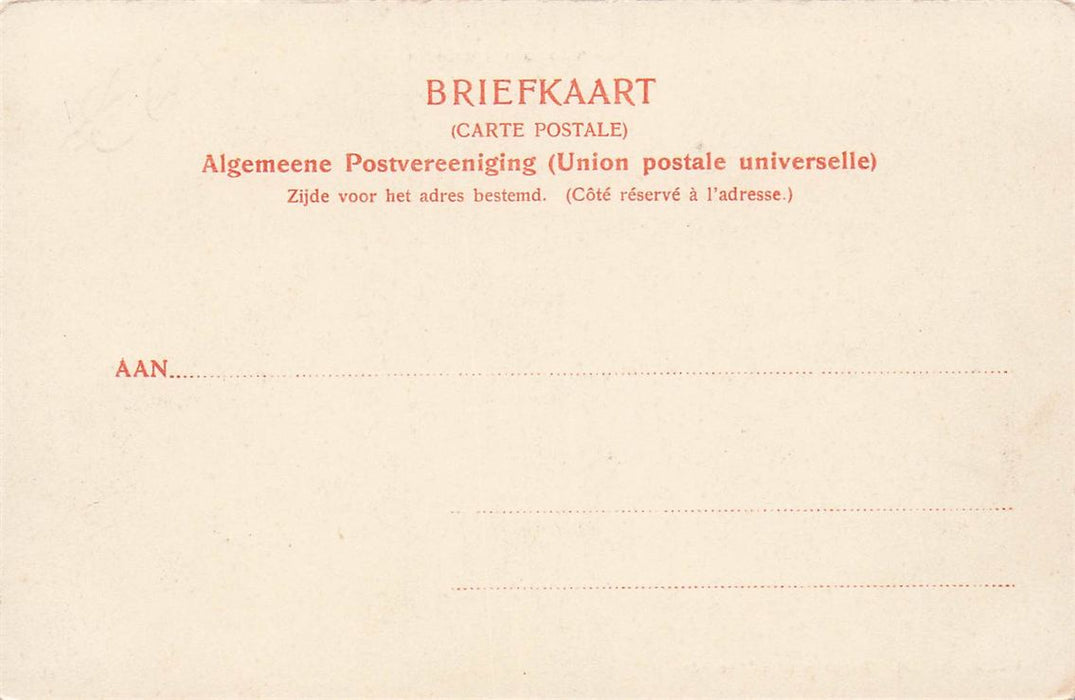 BRIEFKAART
(CARTE POSTALE)
Algemeene Postvereeniging (Union postale universelle)
Zijde voor het adres bestemd. (Côté réservé à l'adresse.)
AAN